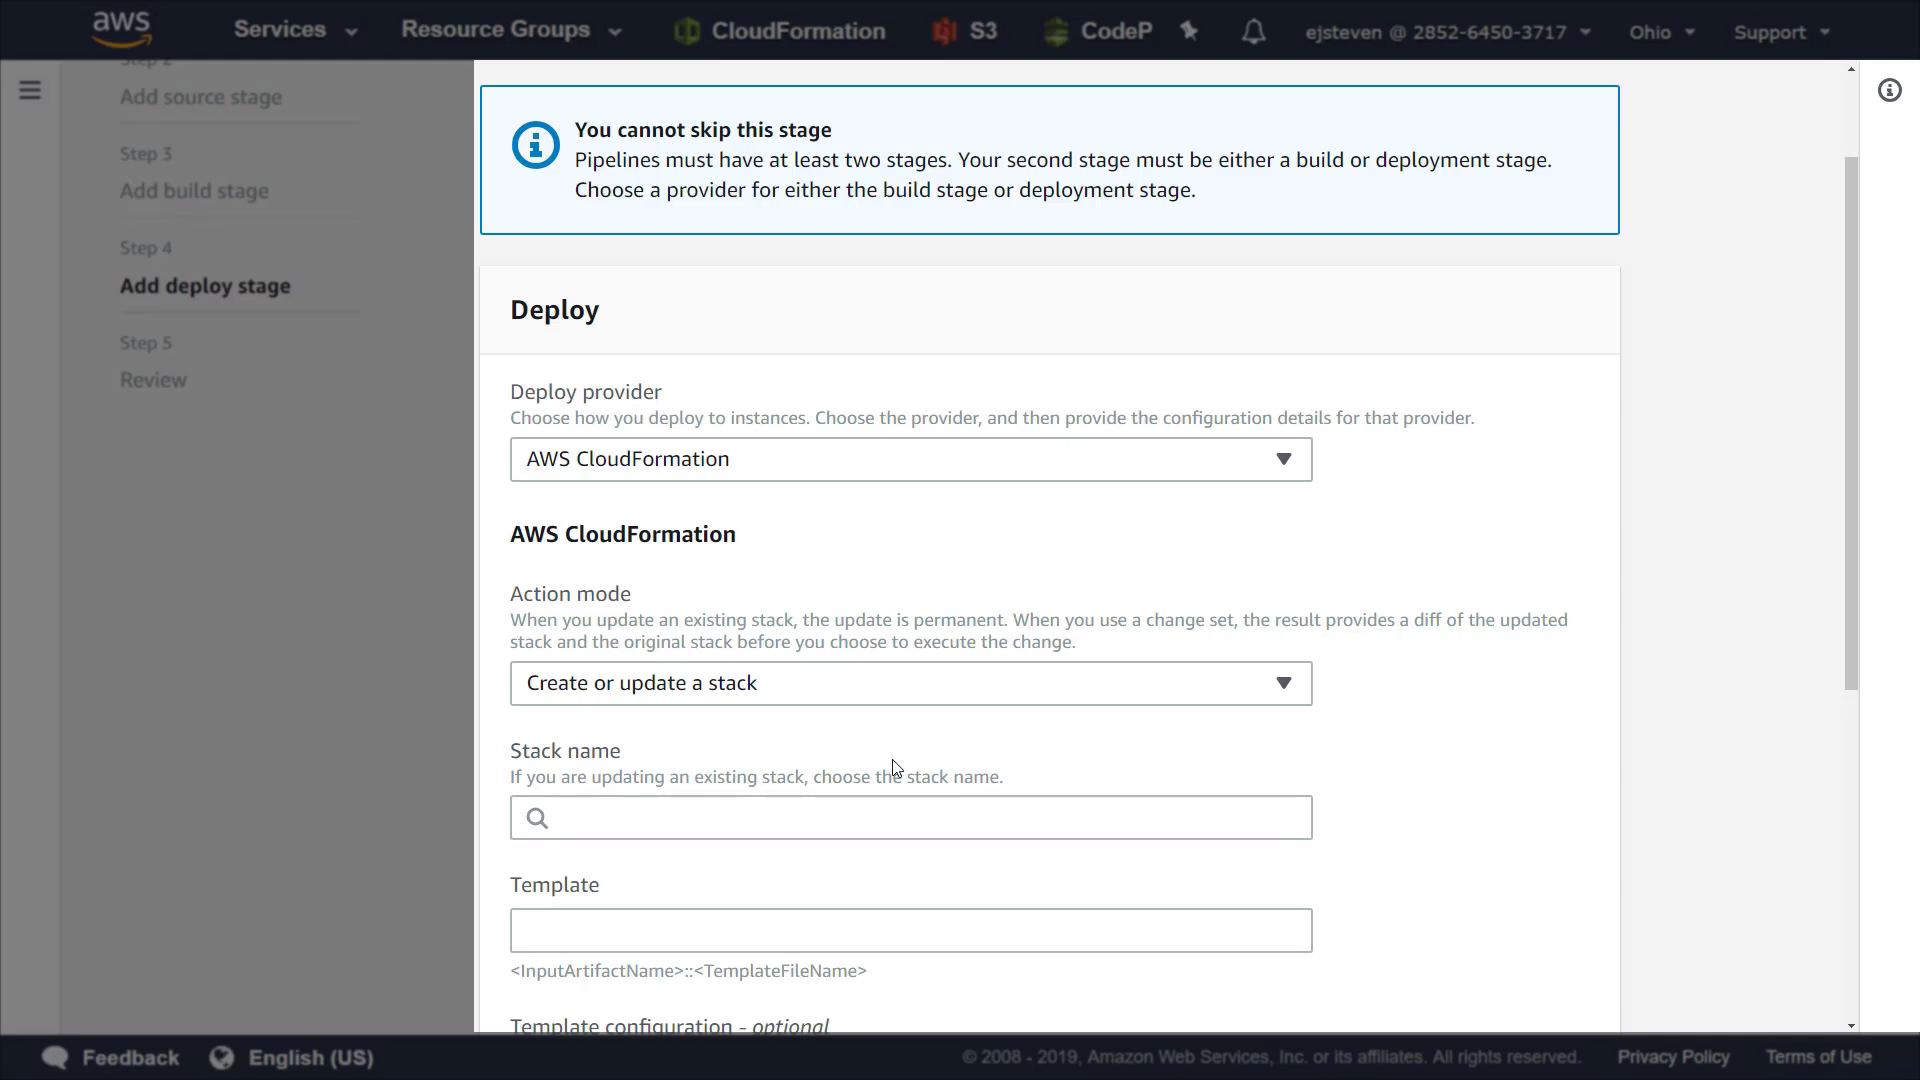 aws
Services
Resource Groups
CloudFormation
S3
CodeP
ejsteven @ 2852-6450-3717
Ohio
Support
Step 2
Add source stage
Step 3
Add build stage
Step 4
Add deploy stage
Step 5
Review
You cannot skip this stage
Pipelines must have at least two stages. Your second stage must be either a build or deployment stage.
Choose a provider for either the build stage or deployment stage.
Deploy
Deploy provider
Choose how you deploy to instances. Choose the provider, and then provide the configuration details for that provider.
AWS CloudFormation
AWS CloudFormation
Action mode
When you update an existing stack, the update is permanent. When you use a change set, the result provides a diff of the updated
stack and the original stack before you choose to execute the change.
Create or update a stack
Stack name
If you are updating an existing stack, choose the stack name.
Template
<InputArtifactName>::<TemplateFileName>
Template configuration - optional
Feedback
English (US)
© 2008 - 2019, Amazon Web Services, Inc. or its affiliates. All rights reserved.
Privacy Policy
Terms of Use